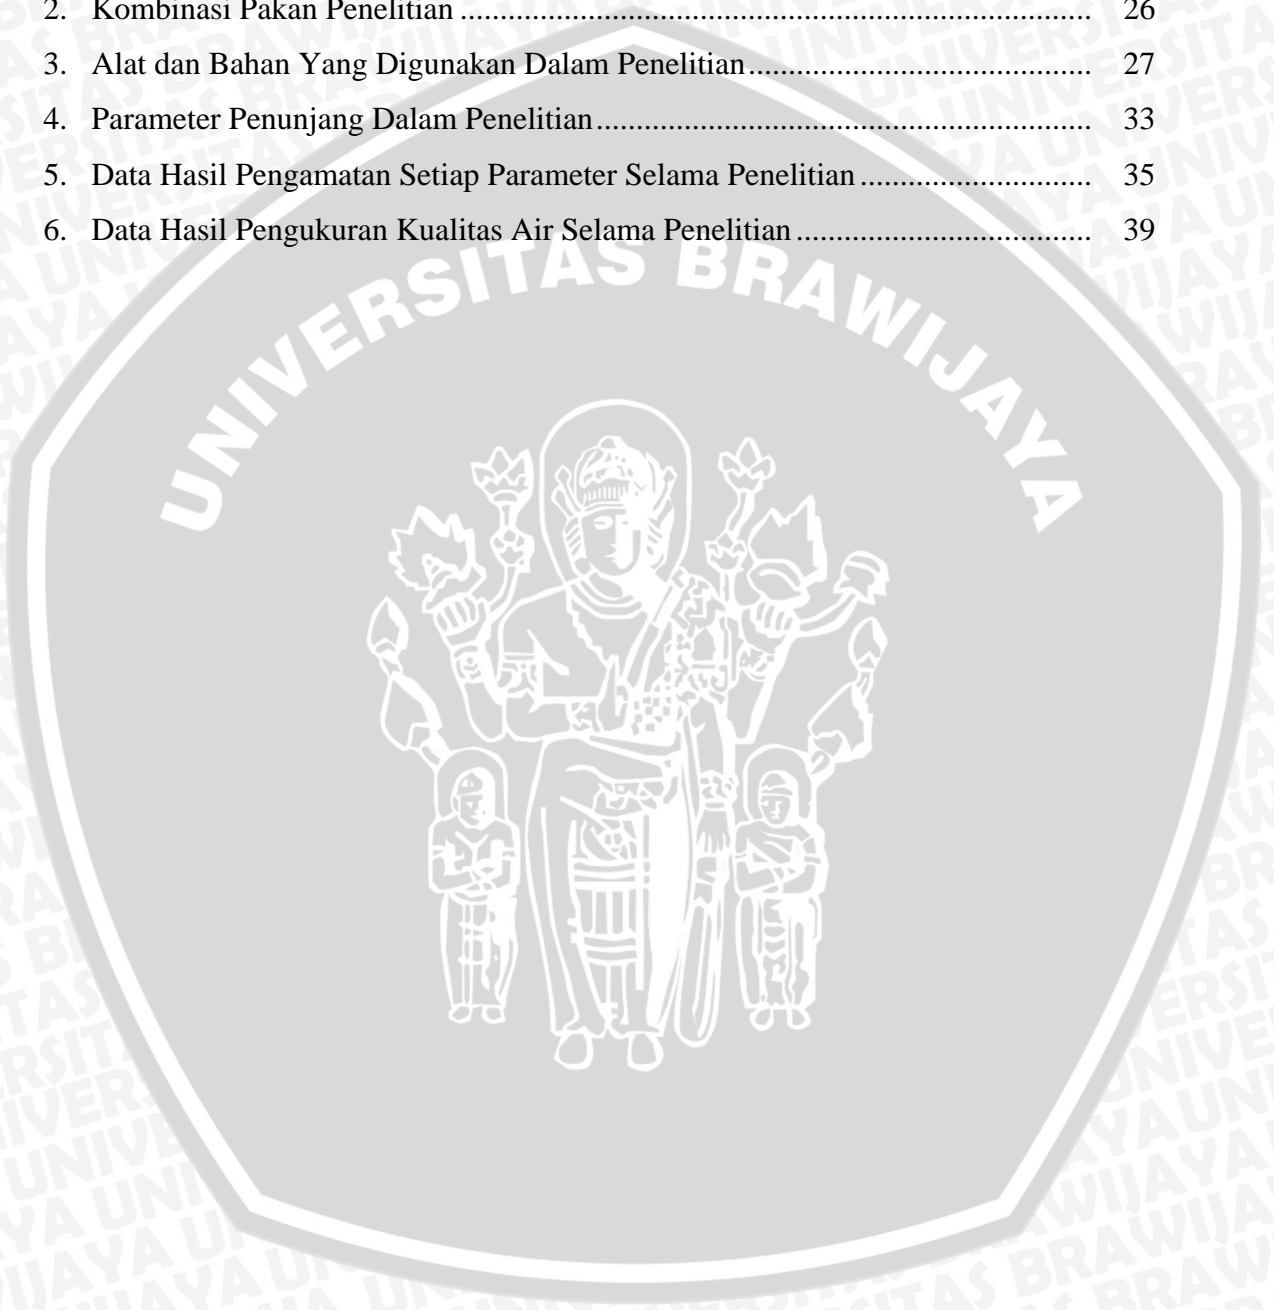 2. Kombinasi Pakan Penelitian ............................................................................... 26
3. Alat dan Bahan Yang Digunakan Dalam Penelitian........................................... 27
4. Parameter Penunjang Dalam Penelitian.............................................................. 33
5. Data Hasil Pengamatan Setiap Parameter Selama Penelitian ............................. 35
6. Data Hasil Pengukuran Kualitas Air Selama Penelitian ..................................... 39
UNIVERSITAS BRAWIJAYA